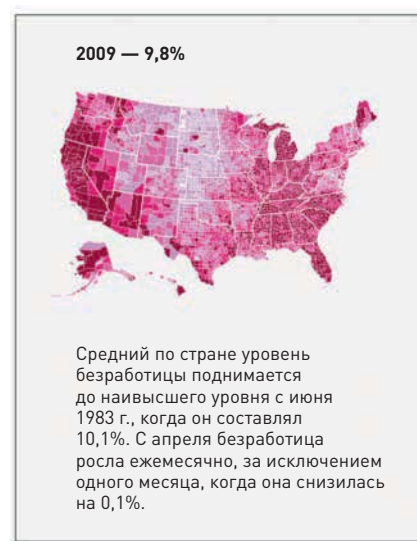 2009 — 9,8%
Средний по стране уровень
безработицы поднимается
до наивысшего уровня с июня
1983 г., когда он составлял
10,1%. С апреля безработица
росла ежемесячно, за исключением
одного месяца, когда она снизилась
на 0,1%.